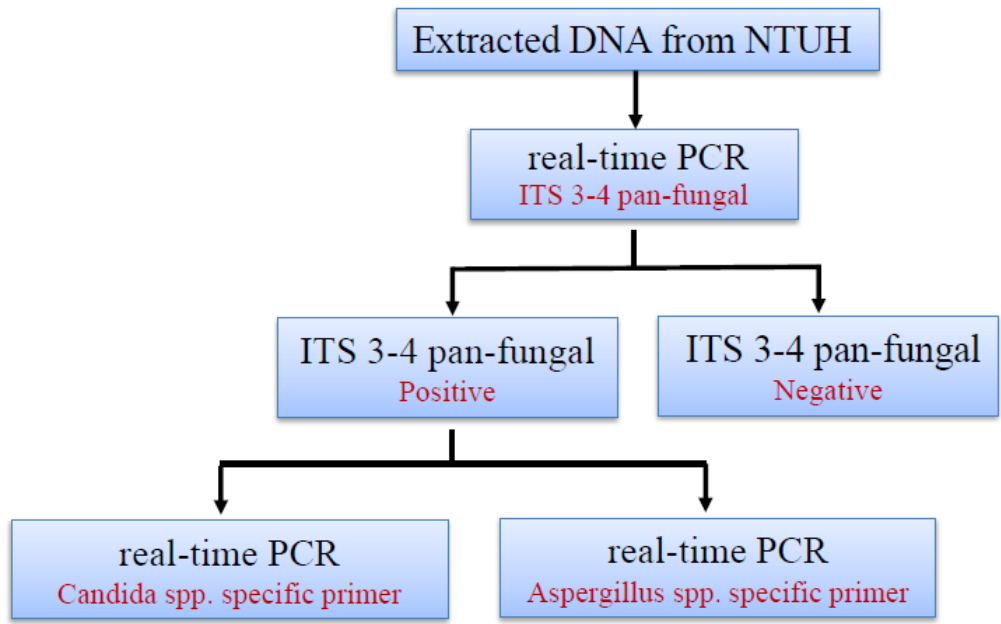 Extracted DNA from NTUH
real-time PCR
ITS 3-4 pan-fungal
ITS 3-4 pan-fungal
Positive
ITS 3-4 pan-fungal
Negative
real-time PCR
Candida spp. specific primer
real-time PCR
Aspergillus spp. specific primer